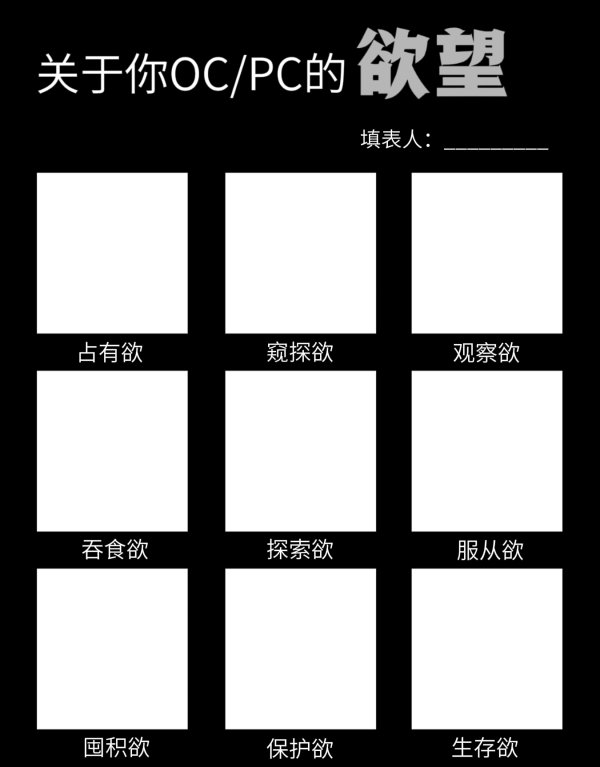 关于你OC/PC的欲望
填表人：_________
占有欲 窥探欲 观察欲
吞食欲 探索欲 服从欲
囤积欲 保护欲 生存欲